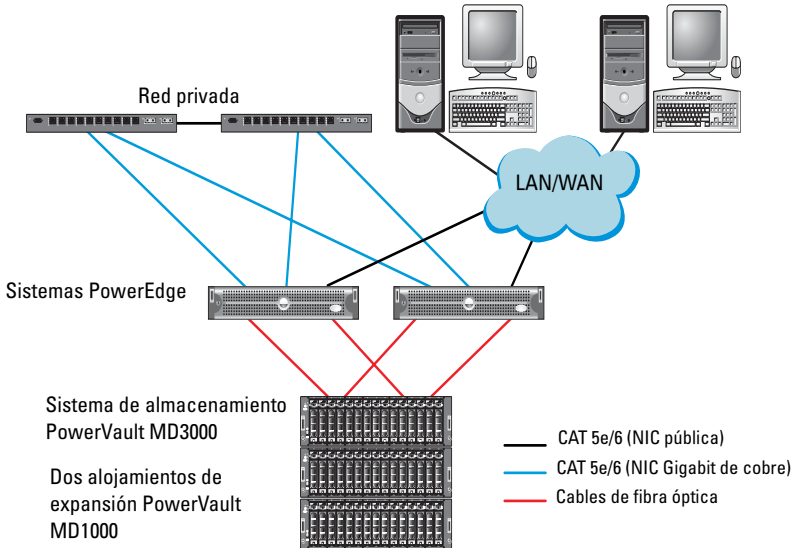 Red privada
LAN/WAN
Sistemas PowerEdge
Sistema de almacenamiento
PowerVault MD3000
Dos alojamientos de
expansión PowerVault
MD1000
CAT 5e/6 (NIC pública)
CAT 5e/6 (NIC Gigabit de cobre)
Cables de fibra óptica